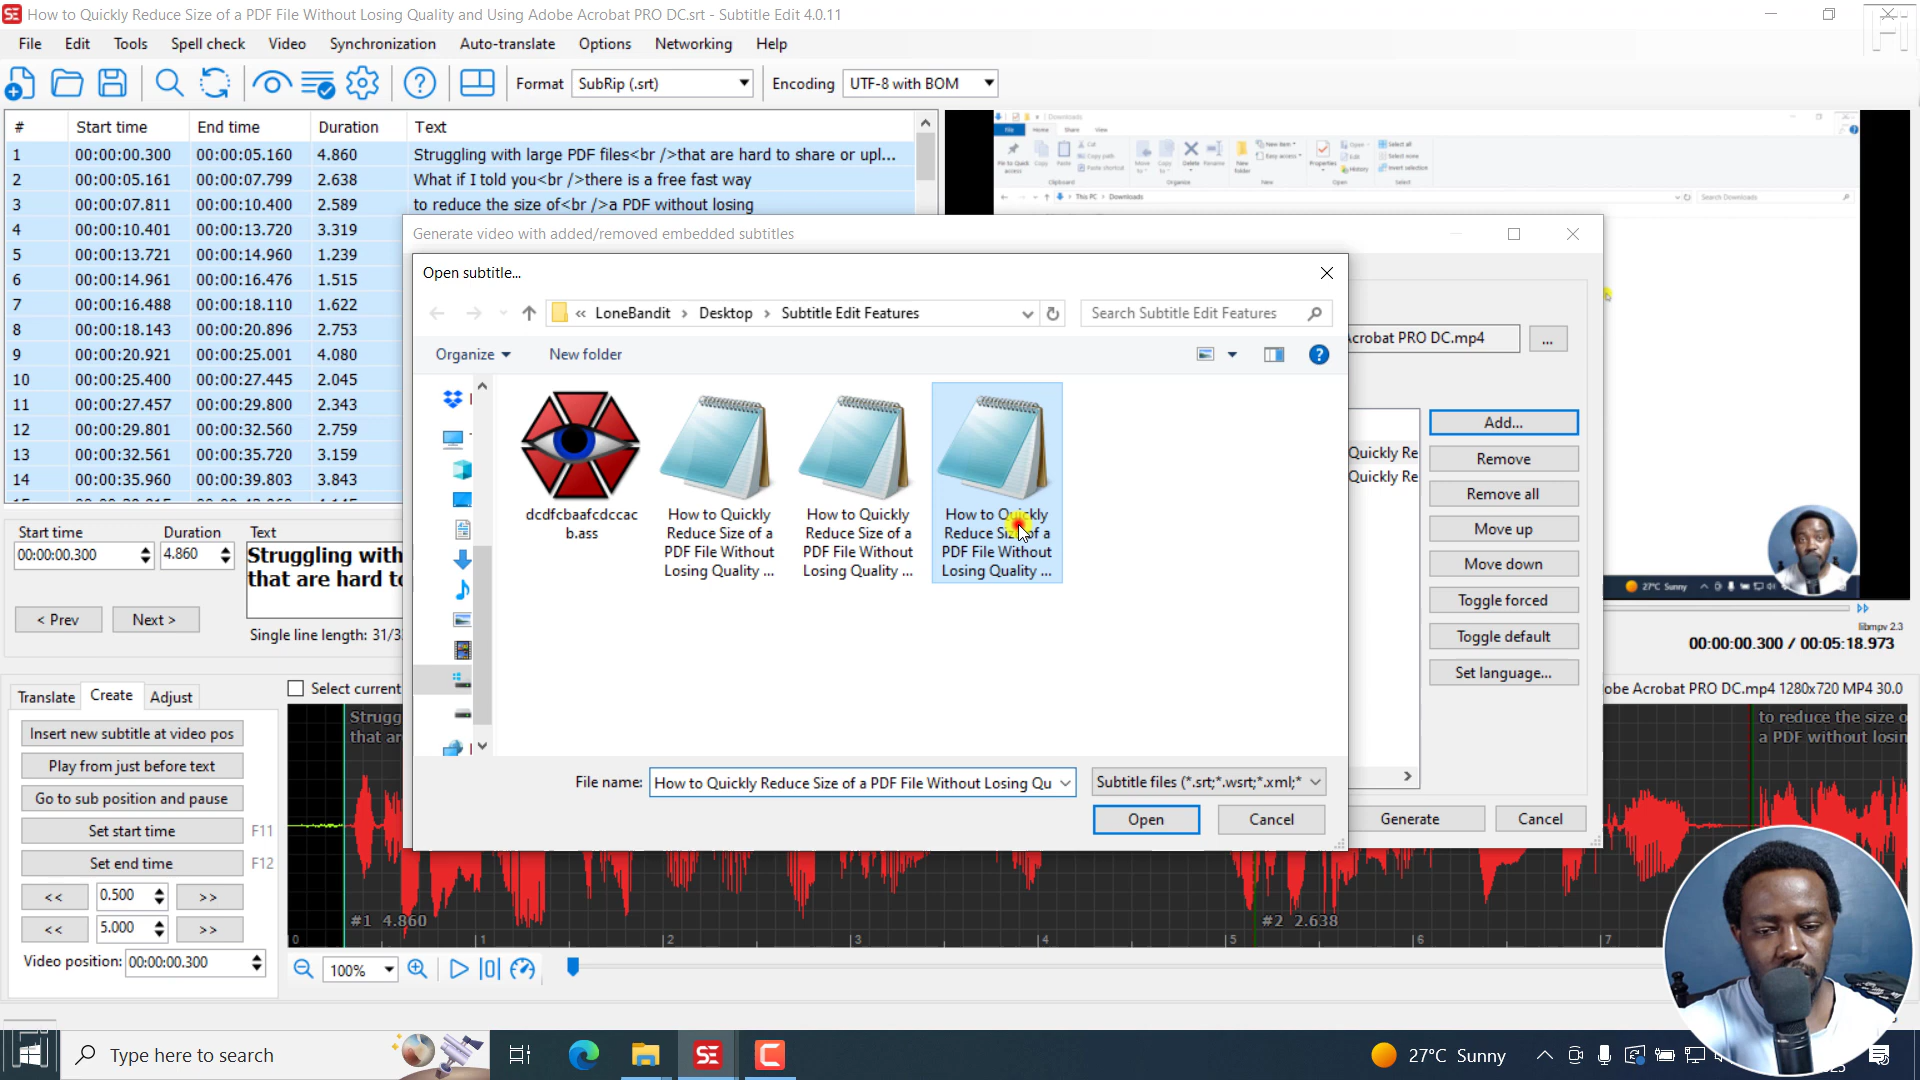 How to Quickly Reduce Size of a PDF File Without Losing Quality and Using Adobe Acrobat PRO DC.srt - Subtitle Edit 4.0.11
File Edit Tools Spell check Video Synchronization Auto-translate Options Networking Help
Format SubRip (.srt) Encoding UTF-8 with BOM
# Start time End time Duration Text
1 00:00:00.300 00:00:05.160 4.860 Struggling with large PDF files<br />that are hard to share or upl...
2 00:00:05.161 00:00:07.799 2.638 What if I told you<br />there is a free fast way
3 00:00:07.811 00:00:10.400 2.589 to reduce the size of<br />a PDF without losing
4 00:00:10.401 00:00:13.720 3.319
5 00:00:13.721 00:00:14.960 1.239
6 00:00:14.961 00:00:16.476 1.515
7 00:00:16.488 00:00:18.110 1.622
8 00:00:18.143 00:00:20.896 2.753
9 00:00:20.921 00:00:25.001 4.080
10 00:00:25.400 00:00:27.445 2.045
11 00:00:27.457 00:00:29.800 2.343
12 00:00:29.801 00:00:32.560 2.759
13 00:00:32.561 00:00:35.720 3.159
14 00:00:35.960 00:00:39.803 3.843
Generate video with added/removed embedded subtitles
Acrobat PRO DC.mp4 ...
Quickly Re
Quickly Re
Add...
Remove
Remove all
Move up
Move down
Toggle forced
Toggle default
Set language...
Generate Cancel
Open subtitle...
« LoneBandit > Desktop > Subtitle Edit Features
Search Subtitle Edit Features
Organize New folder
dcdfcbaafcdccac
b.ass
How to Quickly
Reduce Size of a
PDF File Without
Losing Quality ...
How to Quickly
Reduce Size of a
PDF File Without
Losing Quality ...
How to Quickly
Reduce Size of a
PDF File Without
Losing Quality ...
File name: How to Quickly Reduce Size of a PDF File Without Losing Qu
Subtitle files (*.srt;*.wsrt;*.xml;*
Open Cancel
Start time Duration Text
00:00:00.300 4.860
Struggling with
that are hard to
< Prev Next >
Single line length: 31/3
27°C Sunny
libmpv 2.3
00:00:00.300 / 00:05:18.973
Translate Create Adjust
Select current
obe Acrobat PRO DC.mp4 1280x720 MP4 30.0
Insert new subtitle at video pos
Play from just before text
Go to sub position and pause
Set start time F11
Set end time F12
<< 0.500 >>
<< 5.000 >>
Video position: 00:00:00.300
Strugg
that ar
to reduce the size o
a PDF without losin
#1 4.860
#2 2.638
0 1 2 3 4 5 6 7
100%
Type here to search
27°C Sunny